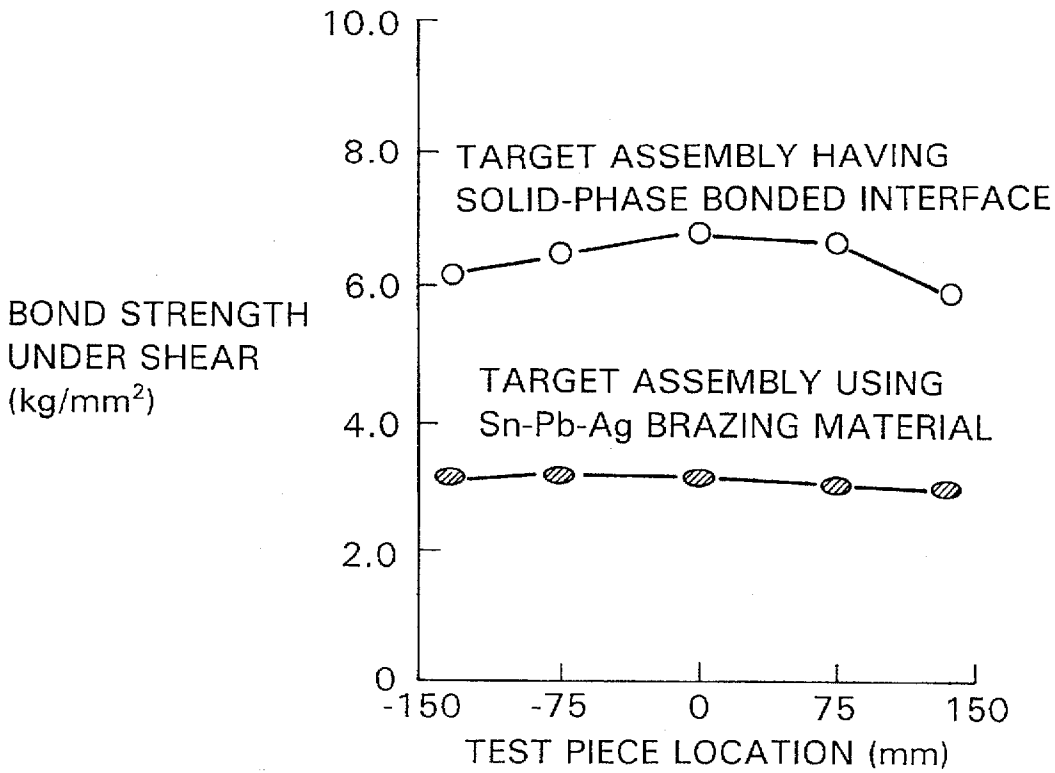 10.0
8.0
TARGET ASSEMBLY HAVING
SOLID-PHASE BONDED INTERFACE
6.0
BOND STRENGTH
UNDER SHEAR
(kg/mm²)
TARGET ASSEMBLY USING
4.0
Sn-Pb-Ag BRAZING MATERIAL
2.0
0
-150 -75 0 75 150
TEST PIECE LOCATION (mm)